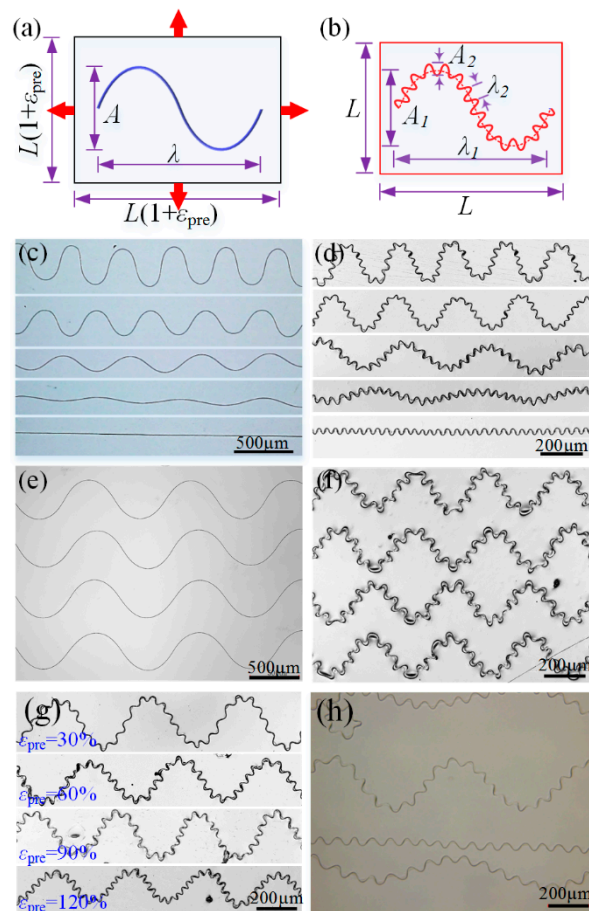 (a)
A
λ
L(1+εpre)
L(1+εpre)
(b)
A2
λ2
A1
λ1
L
L
(c)
500μm
(d)
200μm
(e)
500μm
(f)
200μm
(g)
εpre=30%
εpre=60%
εpre=90%
εpre=120%
200μm
(h)
200μm